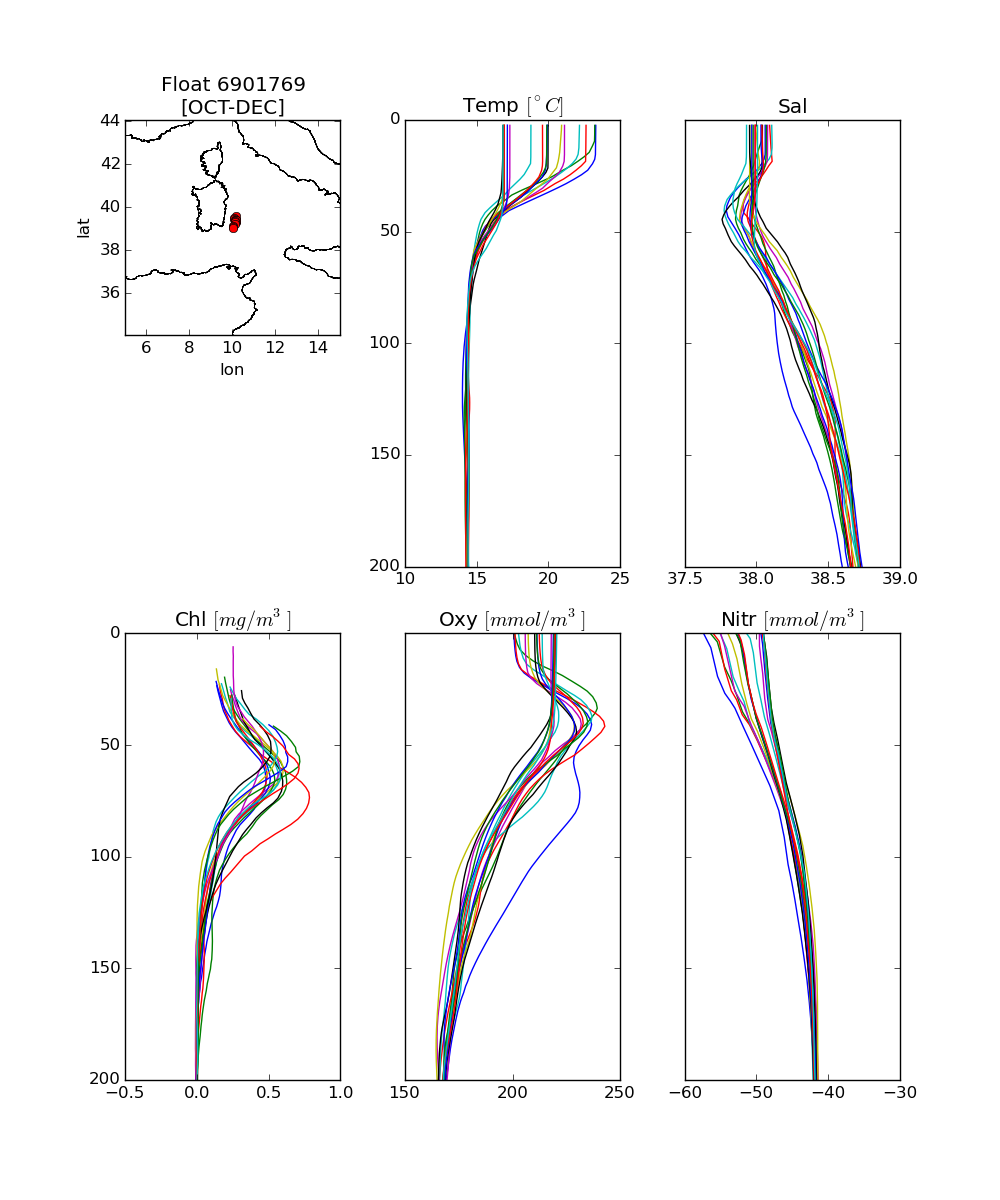 Float 6901769
[OCT-DEC]
44
42
40
38
36
lat
6 8 10 12 14
lon
Temp [°C]
0
50
100
150
200
10 15 20 25
Sal
37.5 38.0 38.5 39.0
Chl [mg/m³]
0
50
100
150
200
−0.5 0.0 0.5 1.0
Oxy [mmol/m³]
150 200 250
Nitr [mmol/m³]
−60 −50 −40 −30